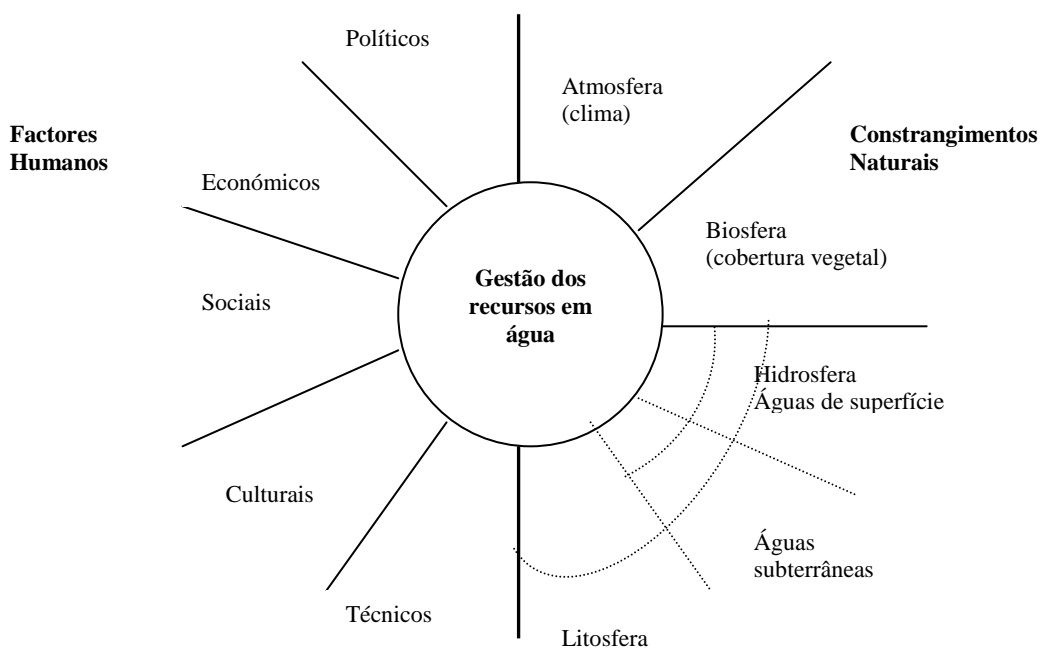 Políticos
Atmosfera
(clima)
Factores
Humanos
Constrangimentos
Naturais
Económicos
Biosfera
(cobertura vegetal)
Gestão dos
recursos em
água
Sociais
Hidrosfera
Águas de superfície
Culturais
Águas
subterrâneas
Técnicos
Litosfera